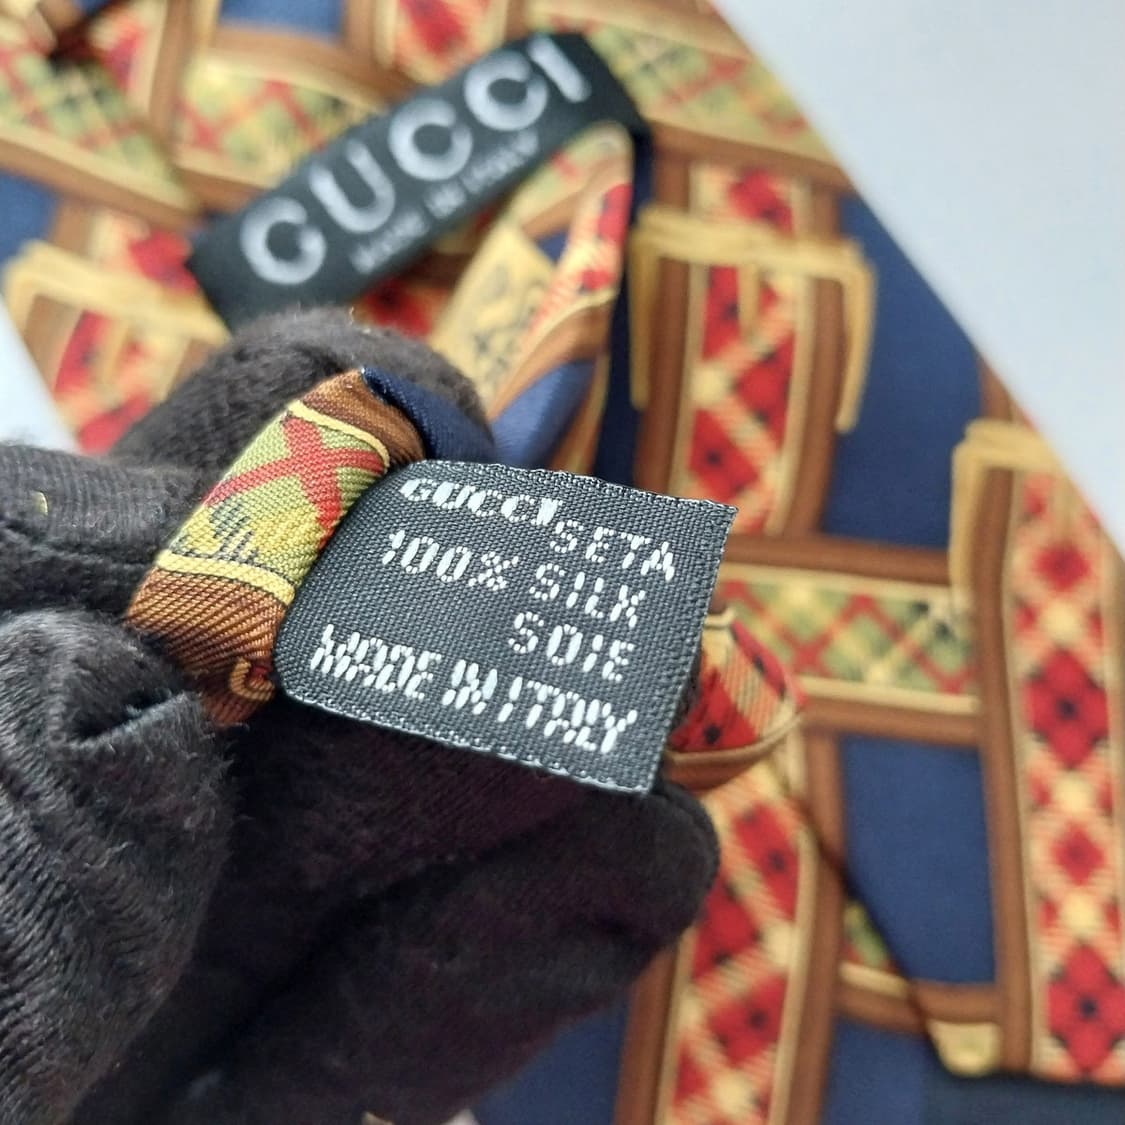 GUCCI
MADE IN ITALY
GUCCI SETA
100% SILK
SOIE
MADE IN ITALY